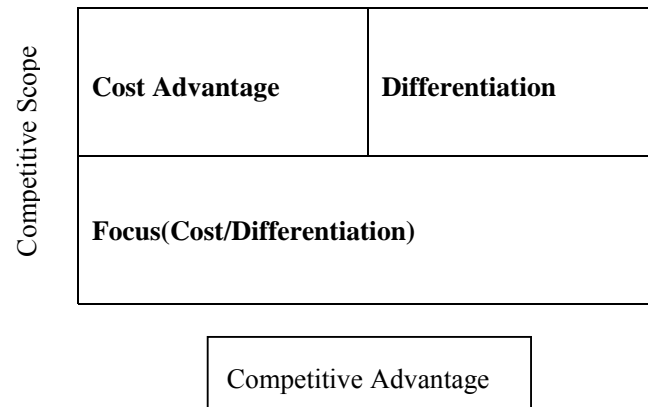 Competitive Scope
Cost Advantage
Differentiation
Focus(Cost/Differentiation)
Competitive Advantage